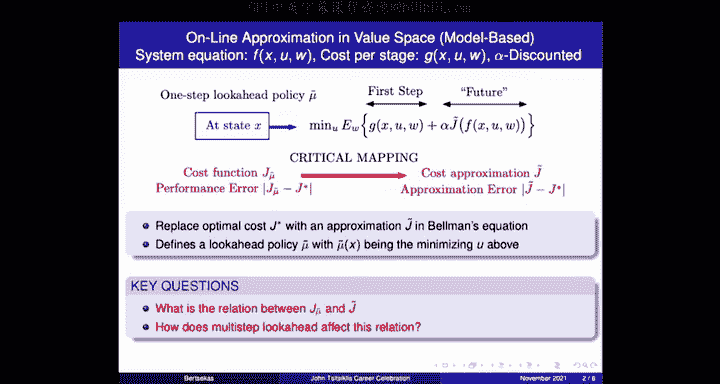 On-Line Approximation in Value Space (Model-Based)
System equation: f(x, u, w), Cost per stage: g(x, u, w), α-Discounted
One-step lookahead policy μ̃
First Step
“Future”
At state x
min_u E_w{g(x, u, w) + αJ̃(f(x, u, w))}
CRITICAL MAPPING
Cost function J_μ̃
Cost approximation J̃
Performance Error |J_μ̃ − J*|
Approximation Error |J̃ − J*|
Replace optimal cost J* with an approximation J̃ in Bellman's equation
Defines a lookahead policy μ̃ with μ̃(x) being the minimizing u above
KEY QUESTIONS
What is the relation between J_μ̃ and J̃
How does multistep lookahead affect this relation?
Bertsekas
John Tsitsiklis Career Celebration
November 2021
2 / 8